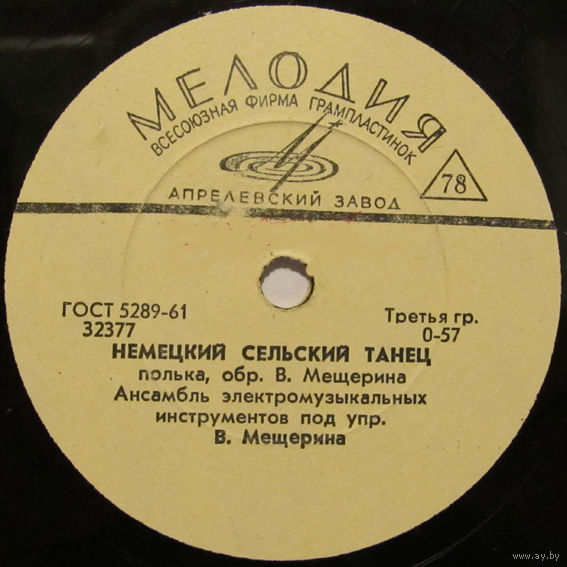 МЕЛОДИЯ
ВСЕСОЮЗНАЯ ФИРМА ГРАМПЛАСТИНОК
78
АПРЕЛЕВСКИЙ ЗАВОД
ГОСТ 5289-61 Третья гр.
32377 0-57
НЕМЕЦКИЙ СЕЛЬСКИЙ ТАНЕЦ
полька, обр. В. Мещерина
Ансамбль электромузыкальных
инструментов под упр.
В. Мещерина
www.ay.by